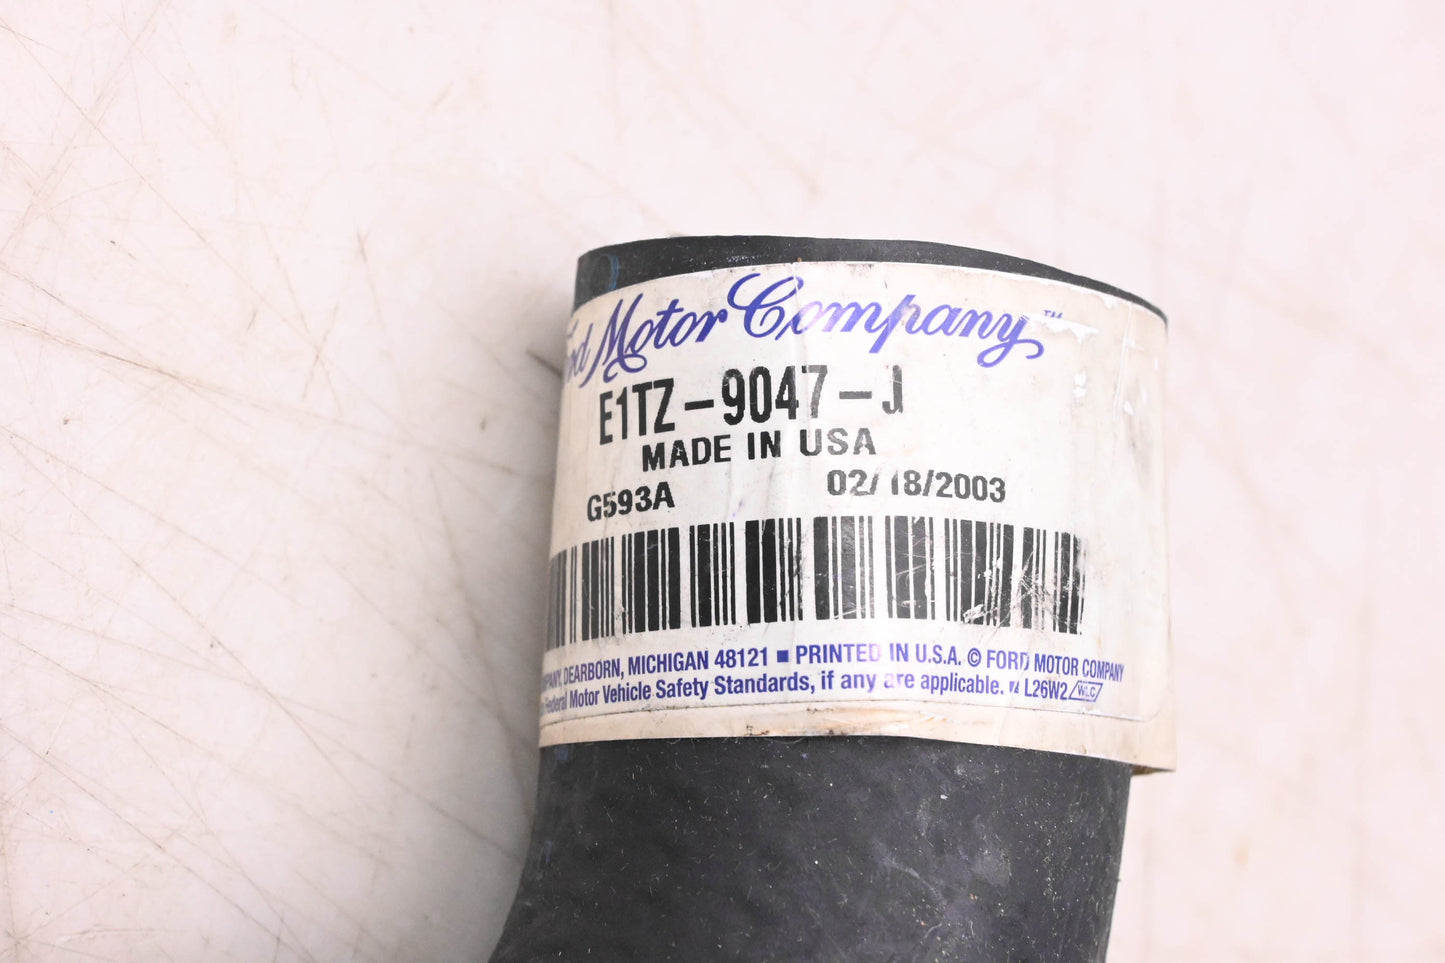 Ford Motor Company™
E1TZ-9047-J
MADE IN USA
G593A 02/18/2003
DEARBORN, MICHIGAN 48121 ■ PRINTED IN U.S.A. © FORD MOTOR COMPANY
Federal Motor Vehicle Safety Standards, if any are applicable. L26W2 WLC